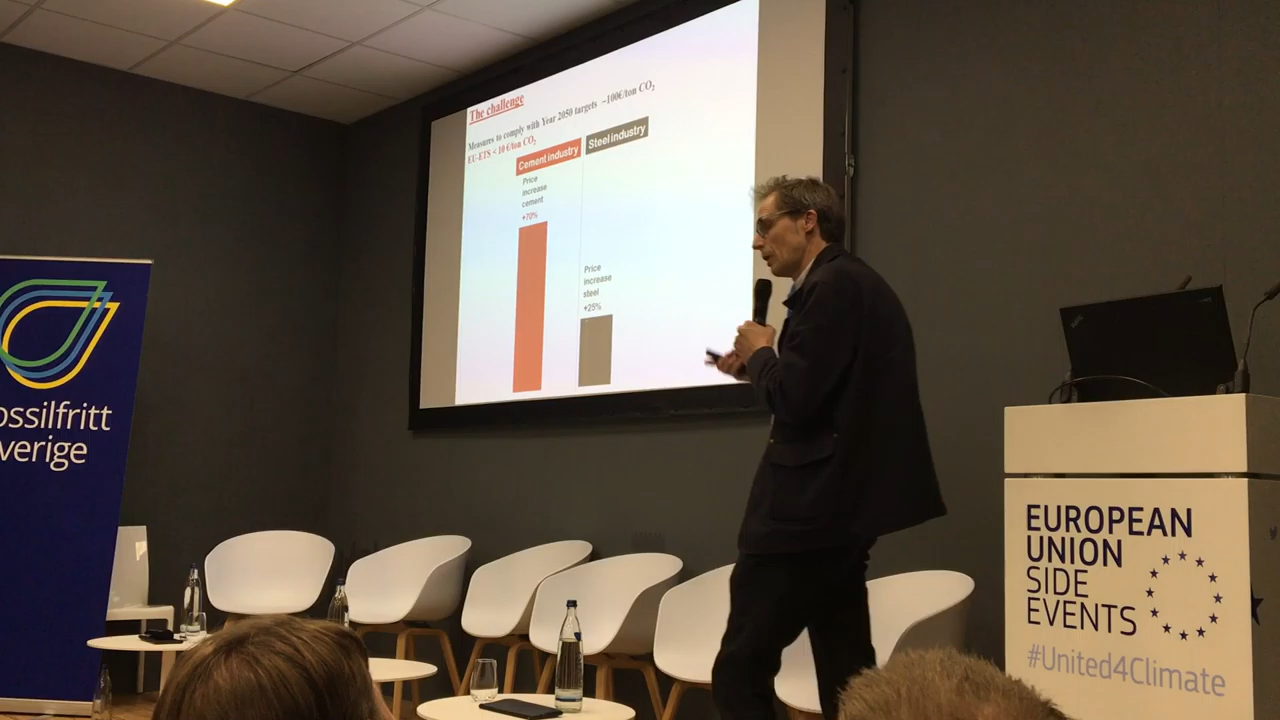 The challenge
Measures to comply with Year 2050 targets ~100€/ton CO2
EU-ETS < 10 €/ton CO2
Cement industry
Steel industry
Price
increase
cement
+70%
Price
increase
steel
+25%
ossilfritt
verige
EUROPEAN
UNION
SIDE
EVENTS
#United4Climate